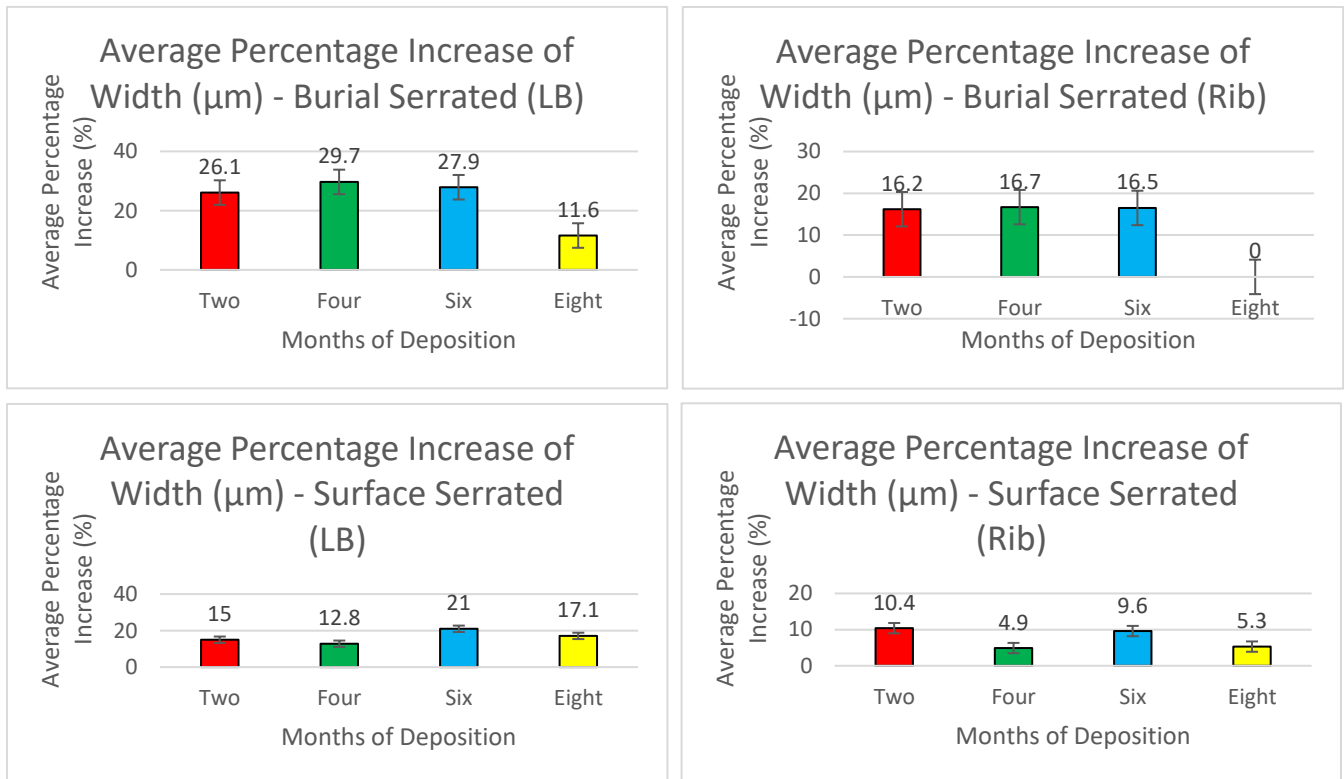 Average Percentage Increase of
Width (µm) - Burial Serrated (LB)
Average Percentage
Increase (%)
40
20
0
26.1
29.7
27.9
11.6
Two
Four
Six
Eight
Months of Deposition
Average Percentage Increase of
Width (µm) - Burial Serrated (Rib)
Average Percentage
Increase (%)
30
20
10
0
-10
16.2
16.7
16.5
0
Two
Four
Six
Eight
Months of Deposition
Average Percentage Increase of
Width (µm) - Surface Serrated
(LB)
Average Percentage
Increase (%)
40
20
0
15
12.8
21
17.1
Two
Four
Six
Eight
Months of Deposition
Average Percentage Increase of
Width (µm) - Surface Serrated
(Rib)
Average Percentage
Increase (%)
20
10
0
10.4
4.9
9.6
5.3
Two
Four
Six
Eight
Months of Deposition